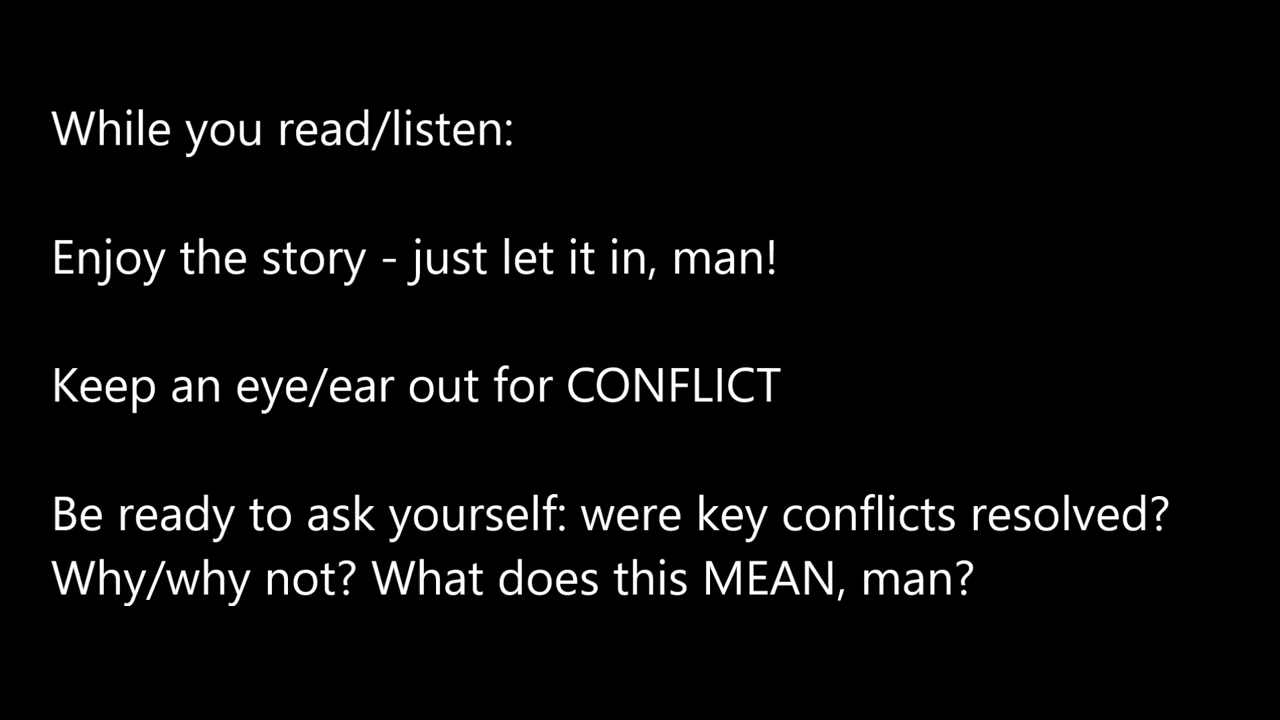 While you read/listen:
Enjoy the story - just let it in, man!
Keep an eye/ear out for CONFLICT
Be ready to ask yourself: were key conflicts resolved?
Why/why not? What does this MEAN, man?